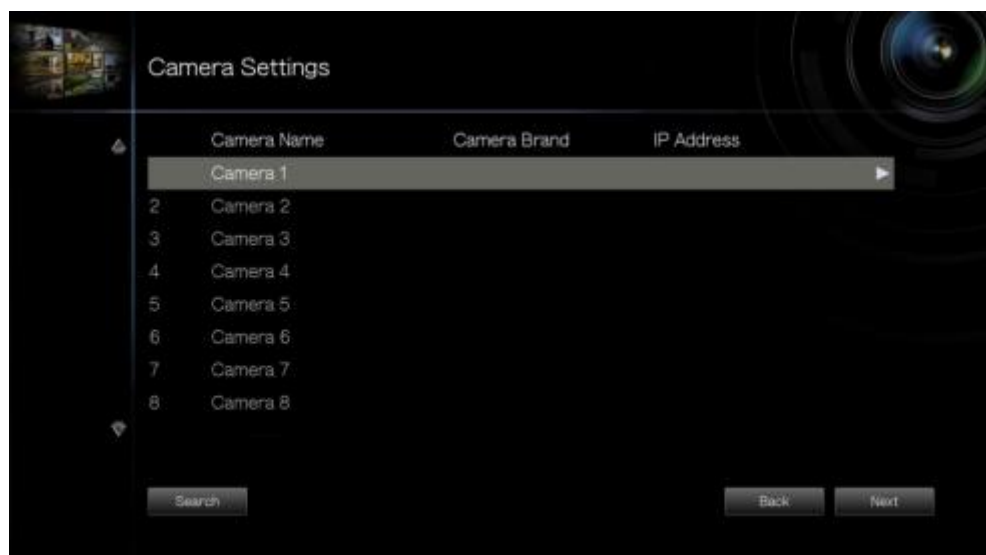 Camera Settings
Camera Name Camera Brand IP Address
Camera 1
2 Camera 2
3 Camera 3
4 Camera 4
5 Camera 5
6 Camera 6
7 Camera 7
8 Camera 8
Search Back Next